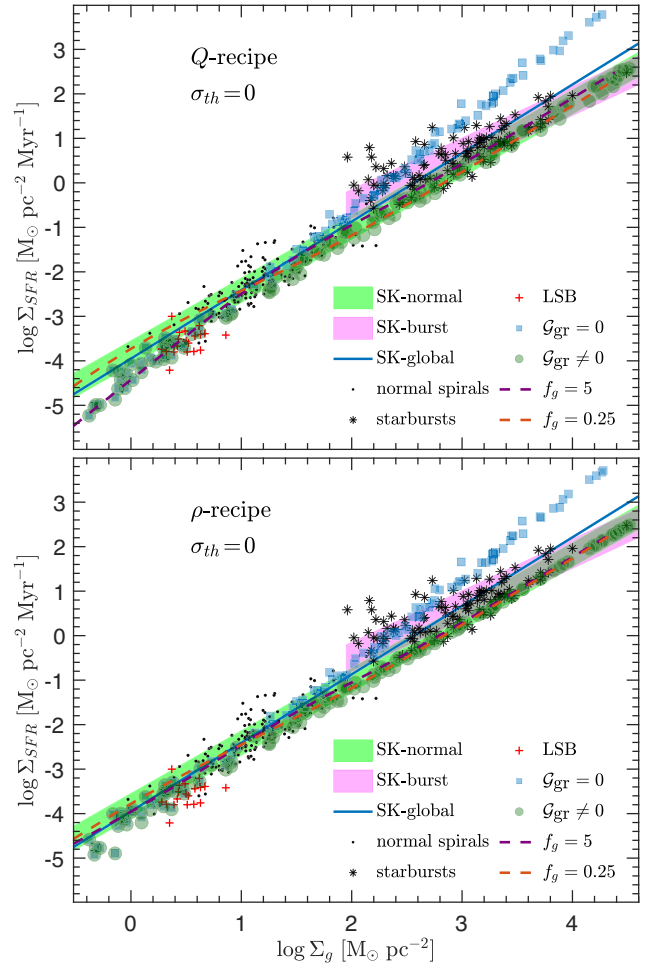 3
2
1
0
-1
-2
-3
-4
-5
log Σ_SFR [M⊙ pc⁻² Myr⁻¹]
Q-recipe
σ_th=0
SK-normal
SK-burst
SK-global
normal spirals
starbursts
LSB
𝒢_gr = 0
𝒢_gr ≠ 0
f_g = 5
f_g = 0.25
3
2
1
0
-1
-2
-3
-4
-5
log Σ_SFR [M⊙ pc⁻² Myr⁻¹]
ρ-recipe
σ_th=0
SK-normal
SK-burst
SK-global
normal spirals
starbursts
LSB
𝒢_gr = 0
𝒢_gr ≠ 0
f_g = 5
f_g = 0.25
0 1 2 3 4
log Σ_g [M⊙ pc⁻²]